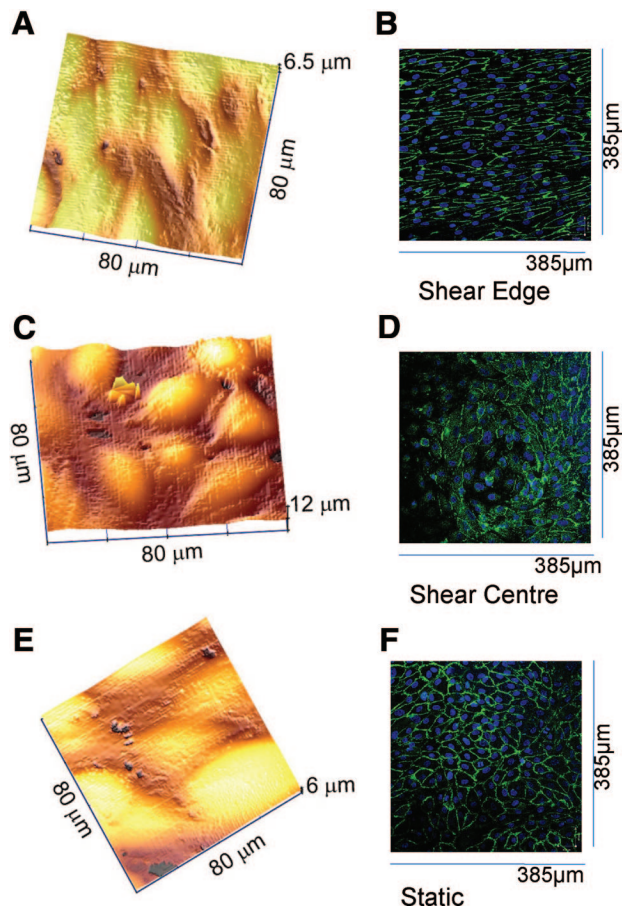 A
6.5 µm
80 µm
80 µm
B
385µm
385µm
Shear Edge
C
80 µm
12 µm
80 µm
D
385µm
385µm
Shear Centre
E
80 µm
6 µm
80 µm
F
385µm
385µm
Static